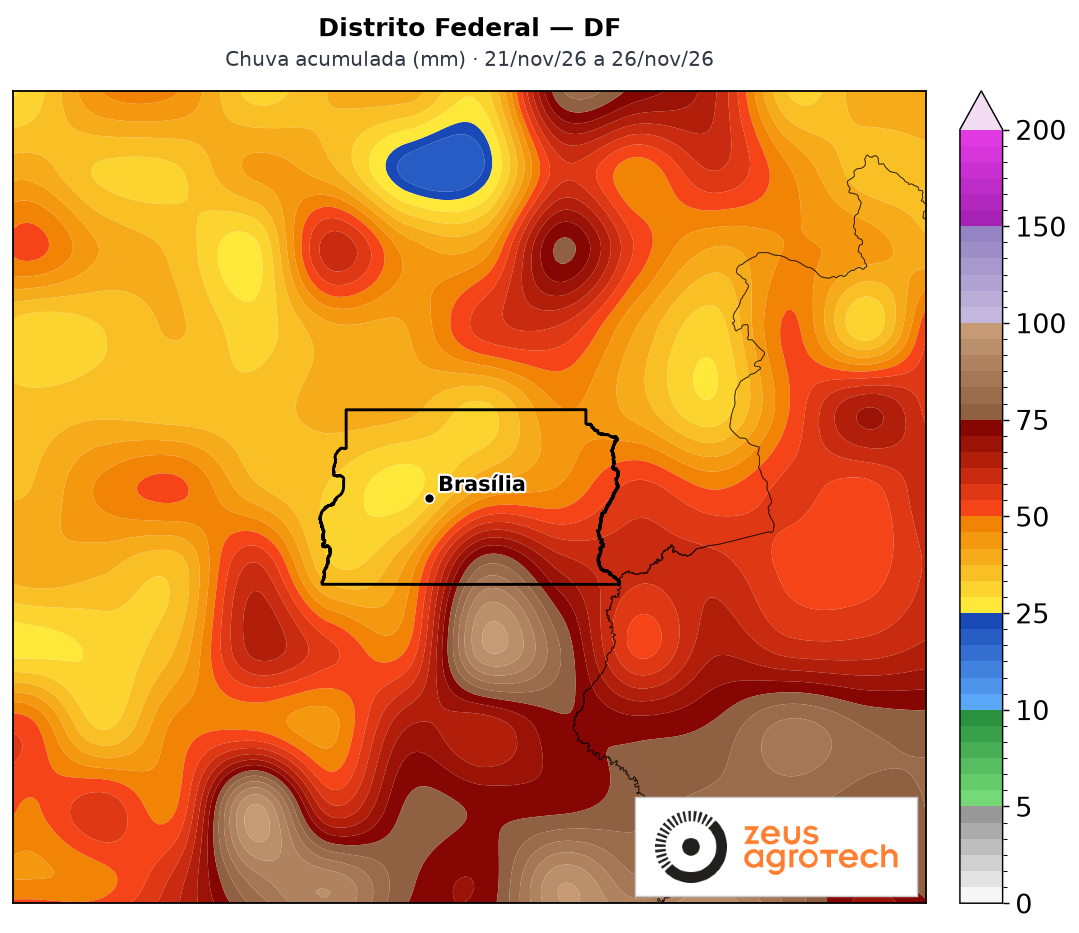 Distrito Federal — DF
Chuva acumulada (mm) · 21/nov/26 a 26/nov/26
200
150
100
75
50
25
10
5
0
Brasília
zeus
agrotech